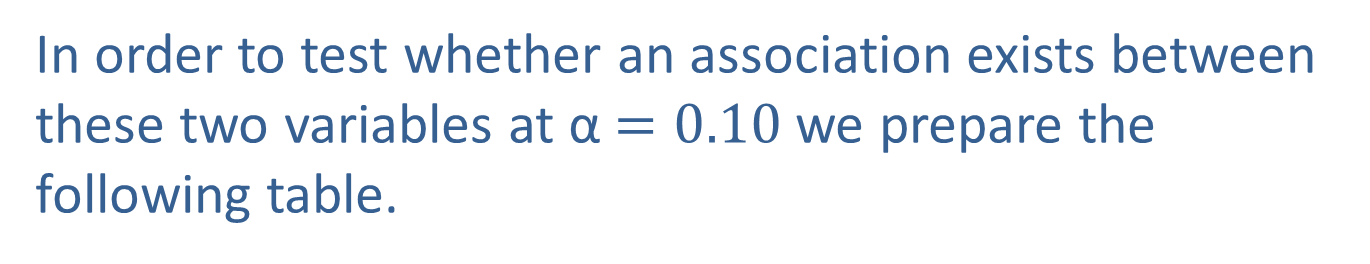 In order to test whether an association exists between
these two variables at α = 0.10 we prepare the
following table.